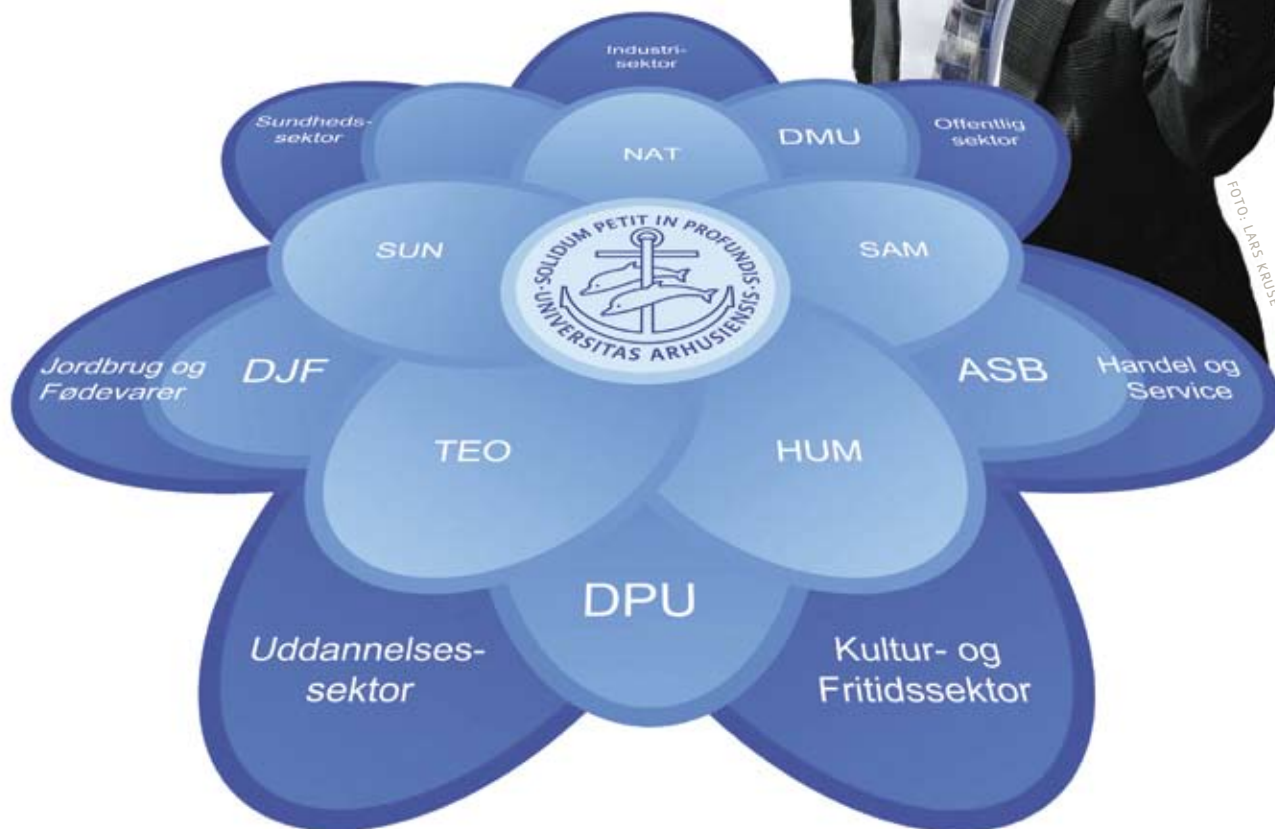 Industri-
sektor
Sundheds-
sektor
NAT
DMU
Offentlig
sektor
SUN
SAM
·SOLIDUM PETIT IN PROFUNDIS·
UNIVERSITAS ARHUSIENSIS
Jordbrug og
Fødevarer
DJF
ASB
Handel og
Service
TEO
HUM
DPU
Uddannelses-
sektor
Kultur- og
Fritidssektor
FOTO: LARS KRUSE